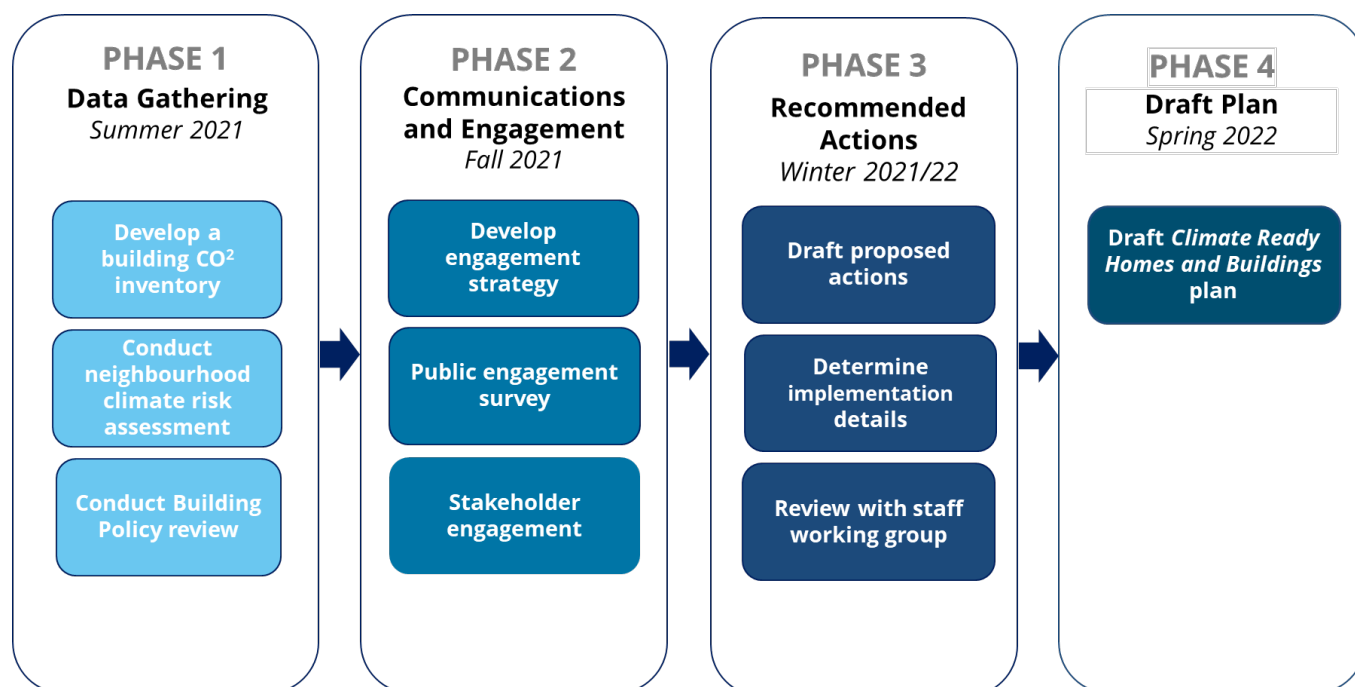 PHASE 1
Data Gathering
Summer 2021
Develop a
building CO²
inventory
Conduct
neighbourhood
climate risk
assessment
Conduct Building
Policy review
PHASE 2
Communications
and Engagement
Fall 2021
Develop
engagement
strategy
Public engagement
survey
Stakeholder
engagement
PHASE 3
Recommended
Actions
Winter 2021/22
Draft proposed
actions
Determine
implementation
details
Review with staff
working group
PHASE 4
Draft Plan
Spring 2022
Draft Climate Ready
Homes and Buildings
plan